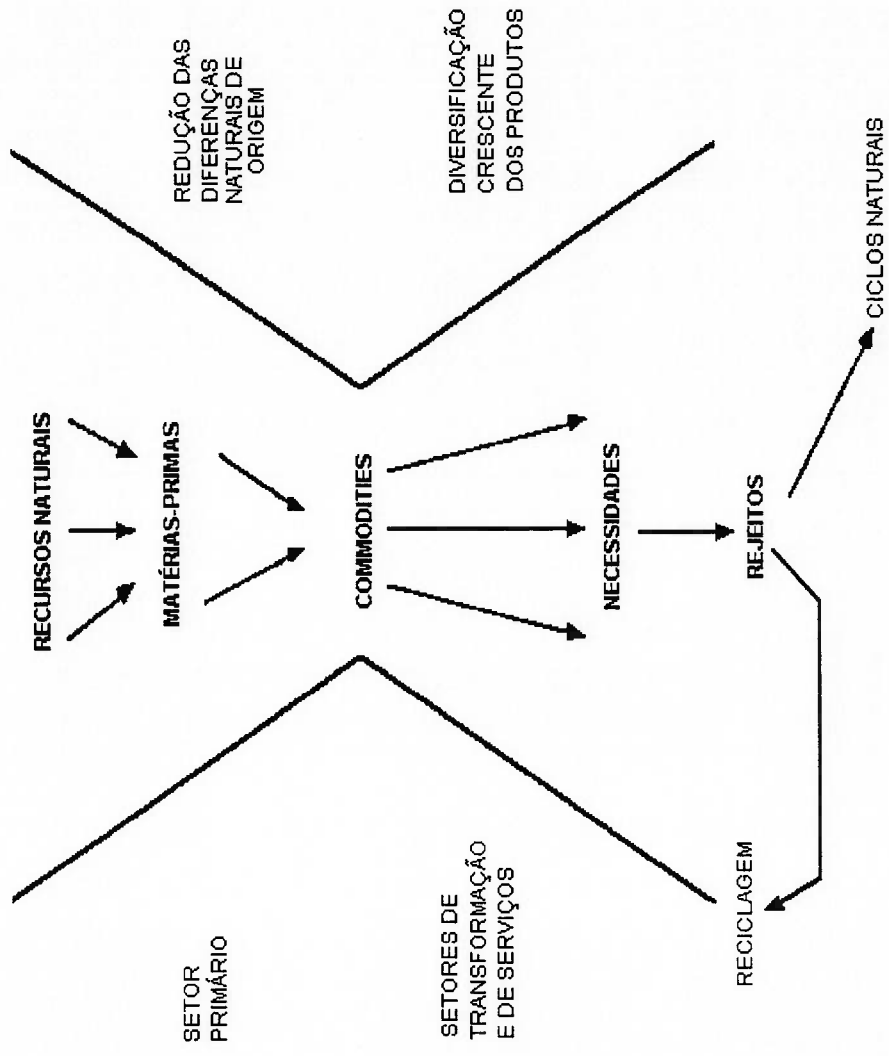 RECURSOS NATURAIS
MATÉRIAS-PRIMAS
COMMODITIES
NECESSIDADES
REJEITOS
SETOR
PRIMÁRIO
SETORES DE
TRANSFORMAÇÃO
E DE SERVIÇOS
RECICLAGEM
REDUÇÃO DAS
DIFERENÇAS
NATURAIS DE
ORIGEM
DIVERSIFICAÇÃO
CRESCENTE
DOS PRODUTOS
CICLOS NATURAIS